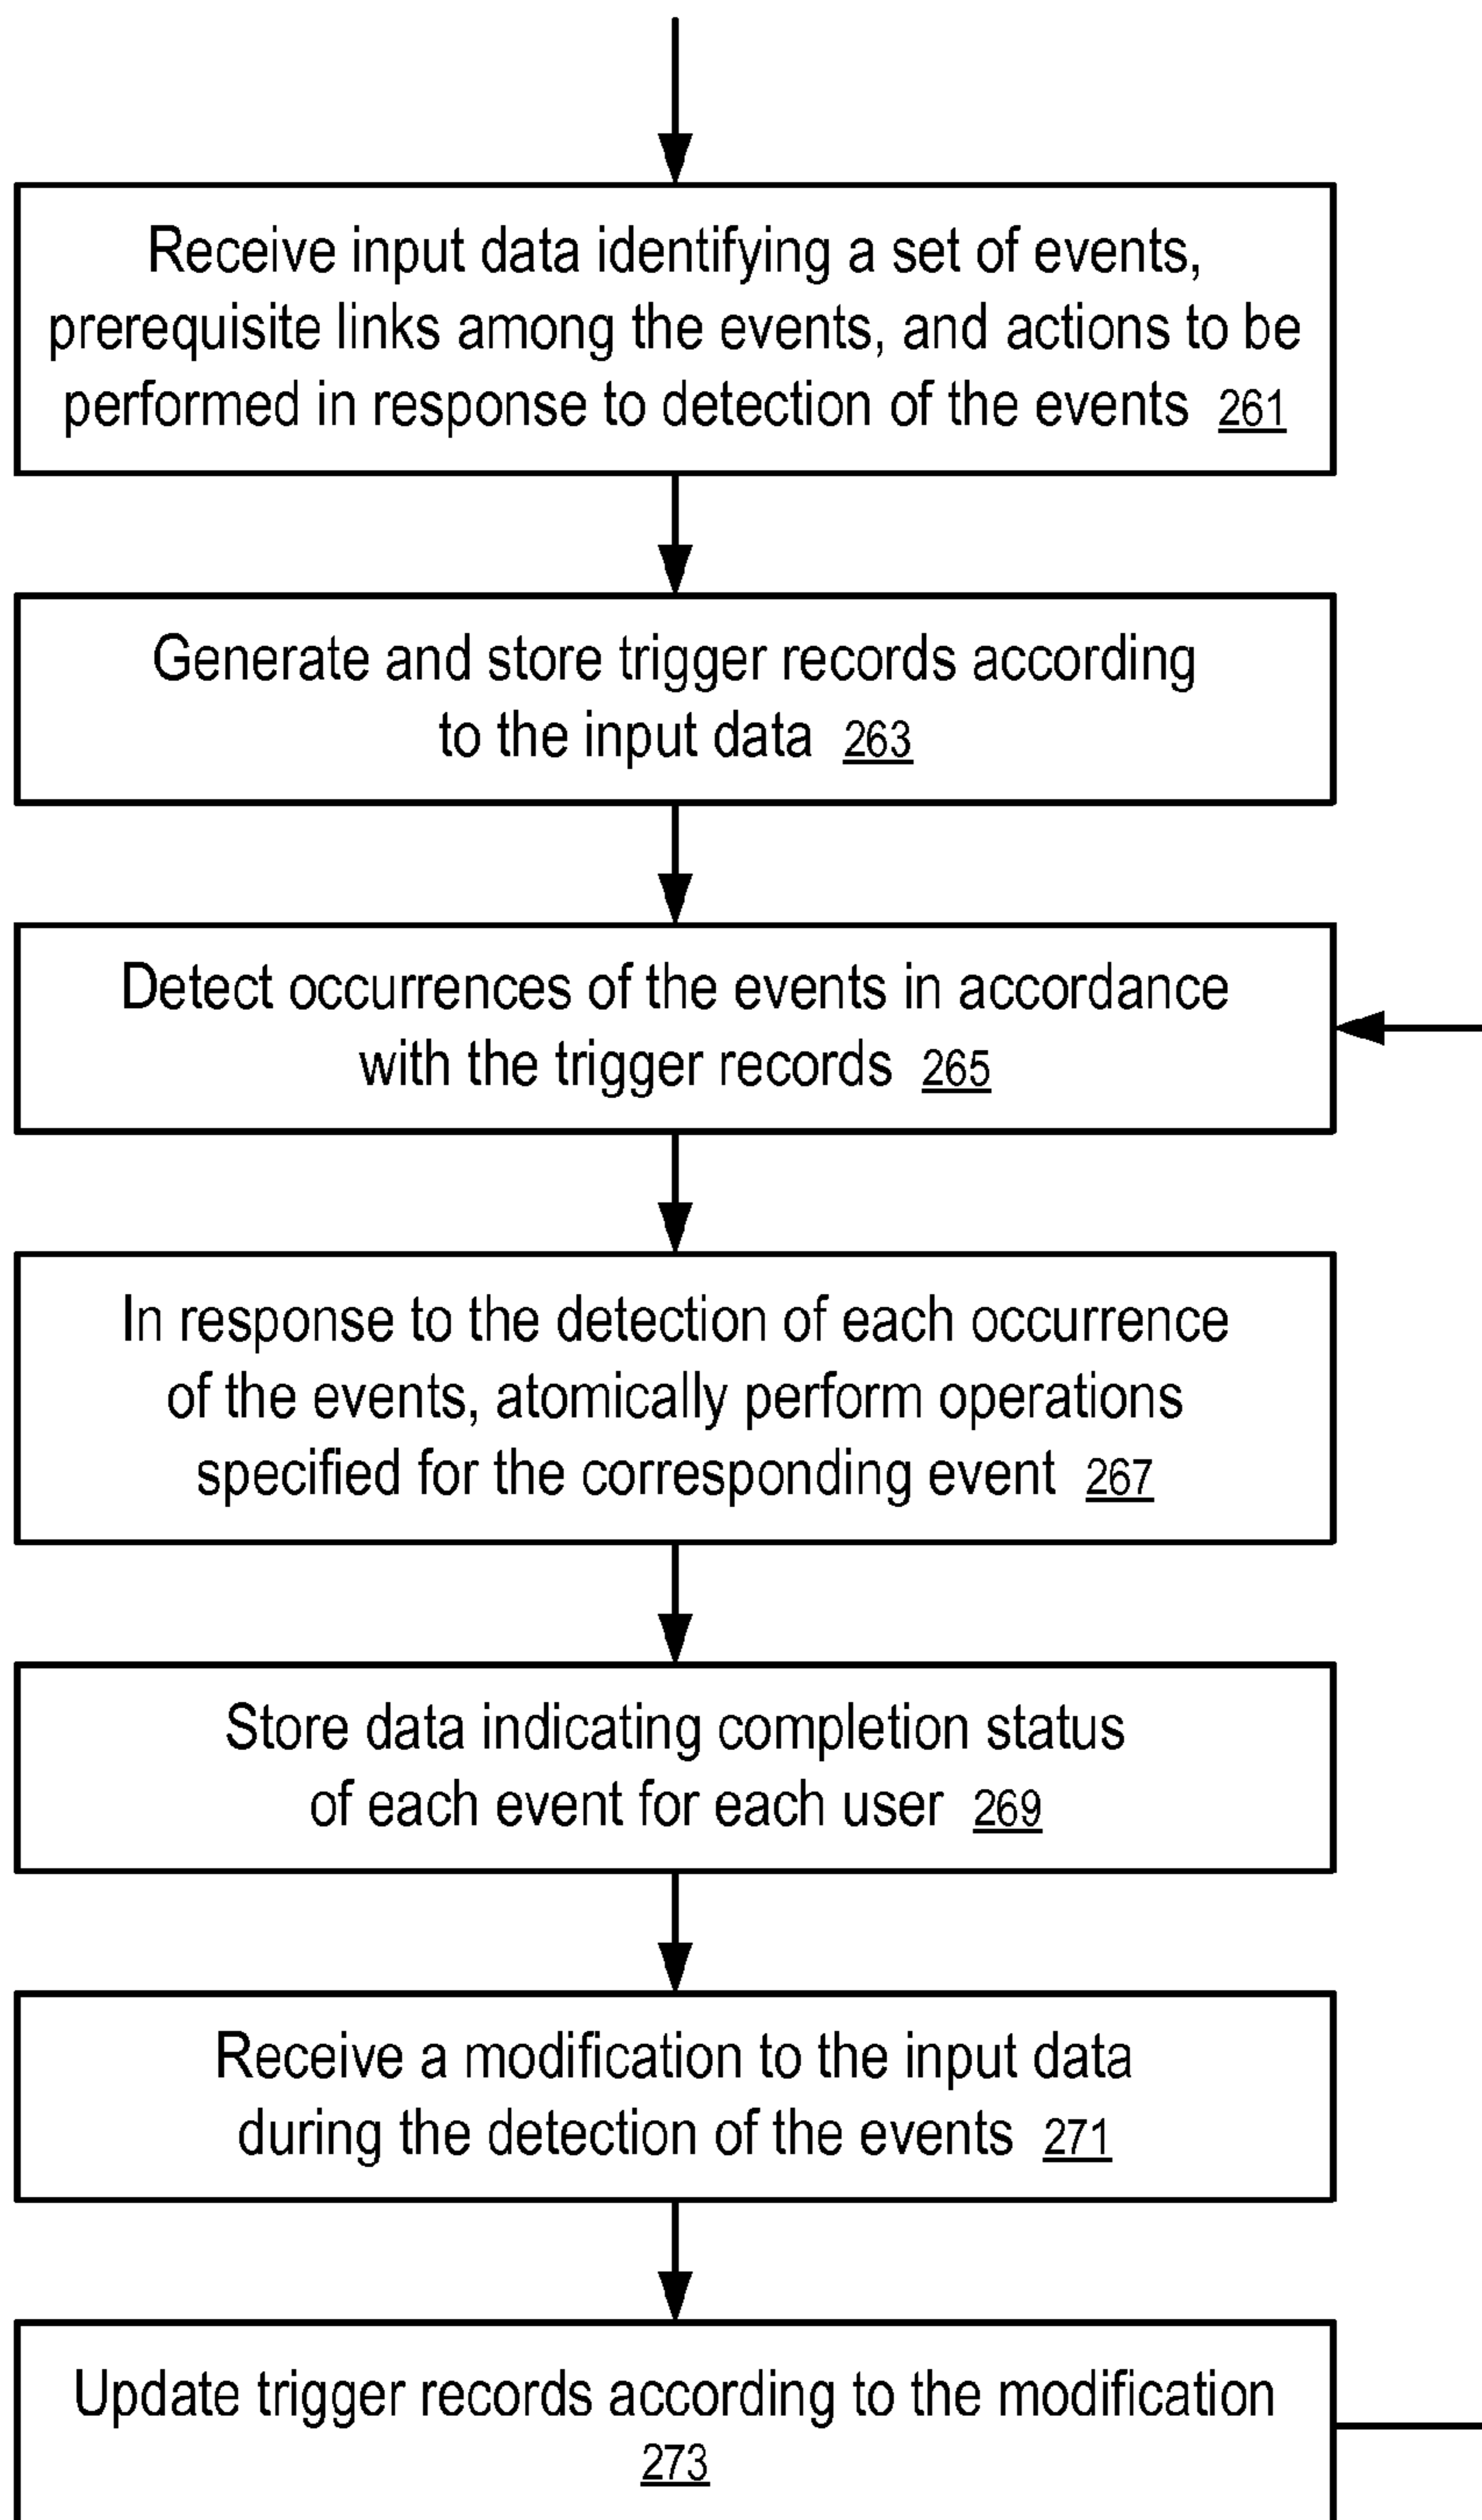 Receive input data identifying a set of events,
prerequisite links among the events, and actions to be
performed in response to detection of the events 261
Generate and store trigger records according
to the input data 263
Detect occurrences of the events in accordance
with the trigger records 265
In response to the detection of each occurrence
of the events, atomically perform operations
specified for the corresponding event 267
Store data indicating completion status
of each event for each user 269
Receive a modification to the input data
during the detection of the events 271
Update trigger records according to the modification
273